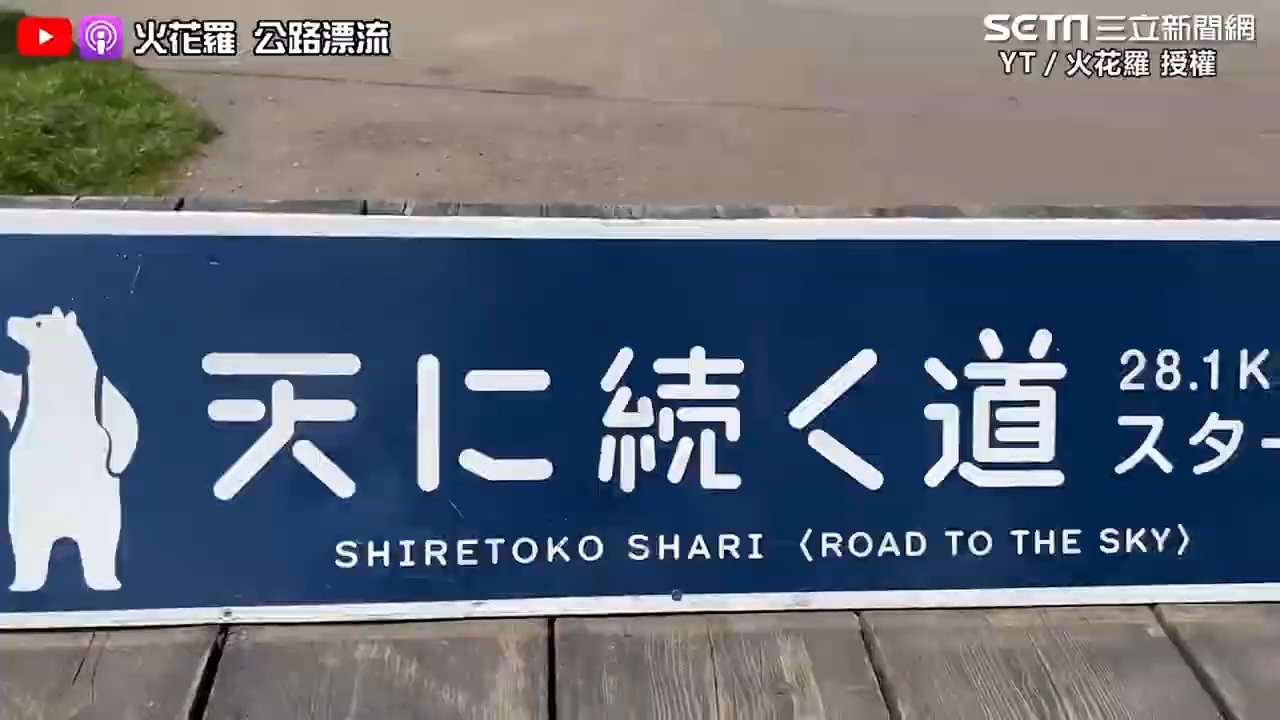 火花羅 公路漂流
SETN三立新聞網
YT / 火花羅 授權
天に続く道
28.1K
スター
SHIRETOKO SHARI 〈ROAD TO THE SKY〉